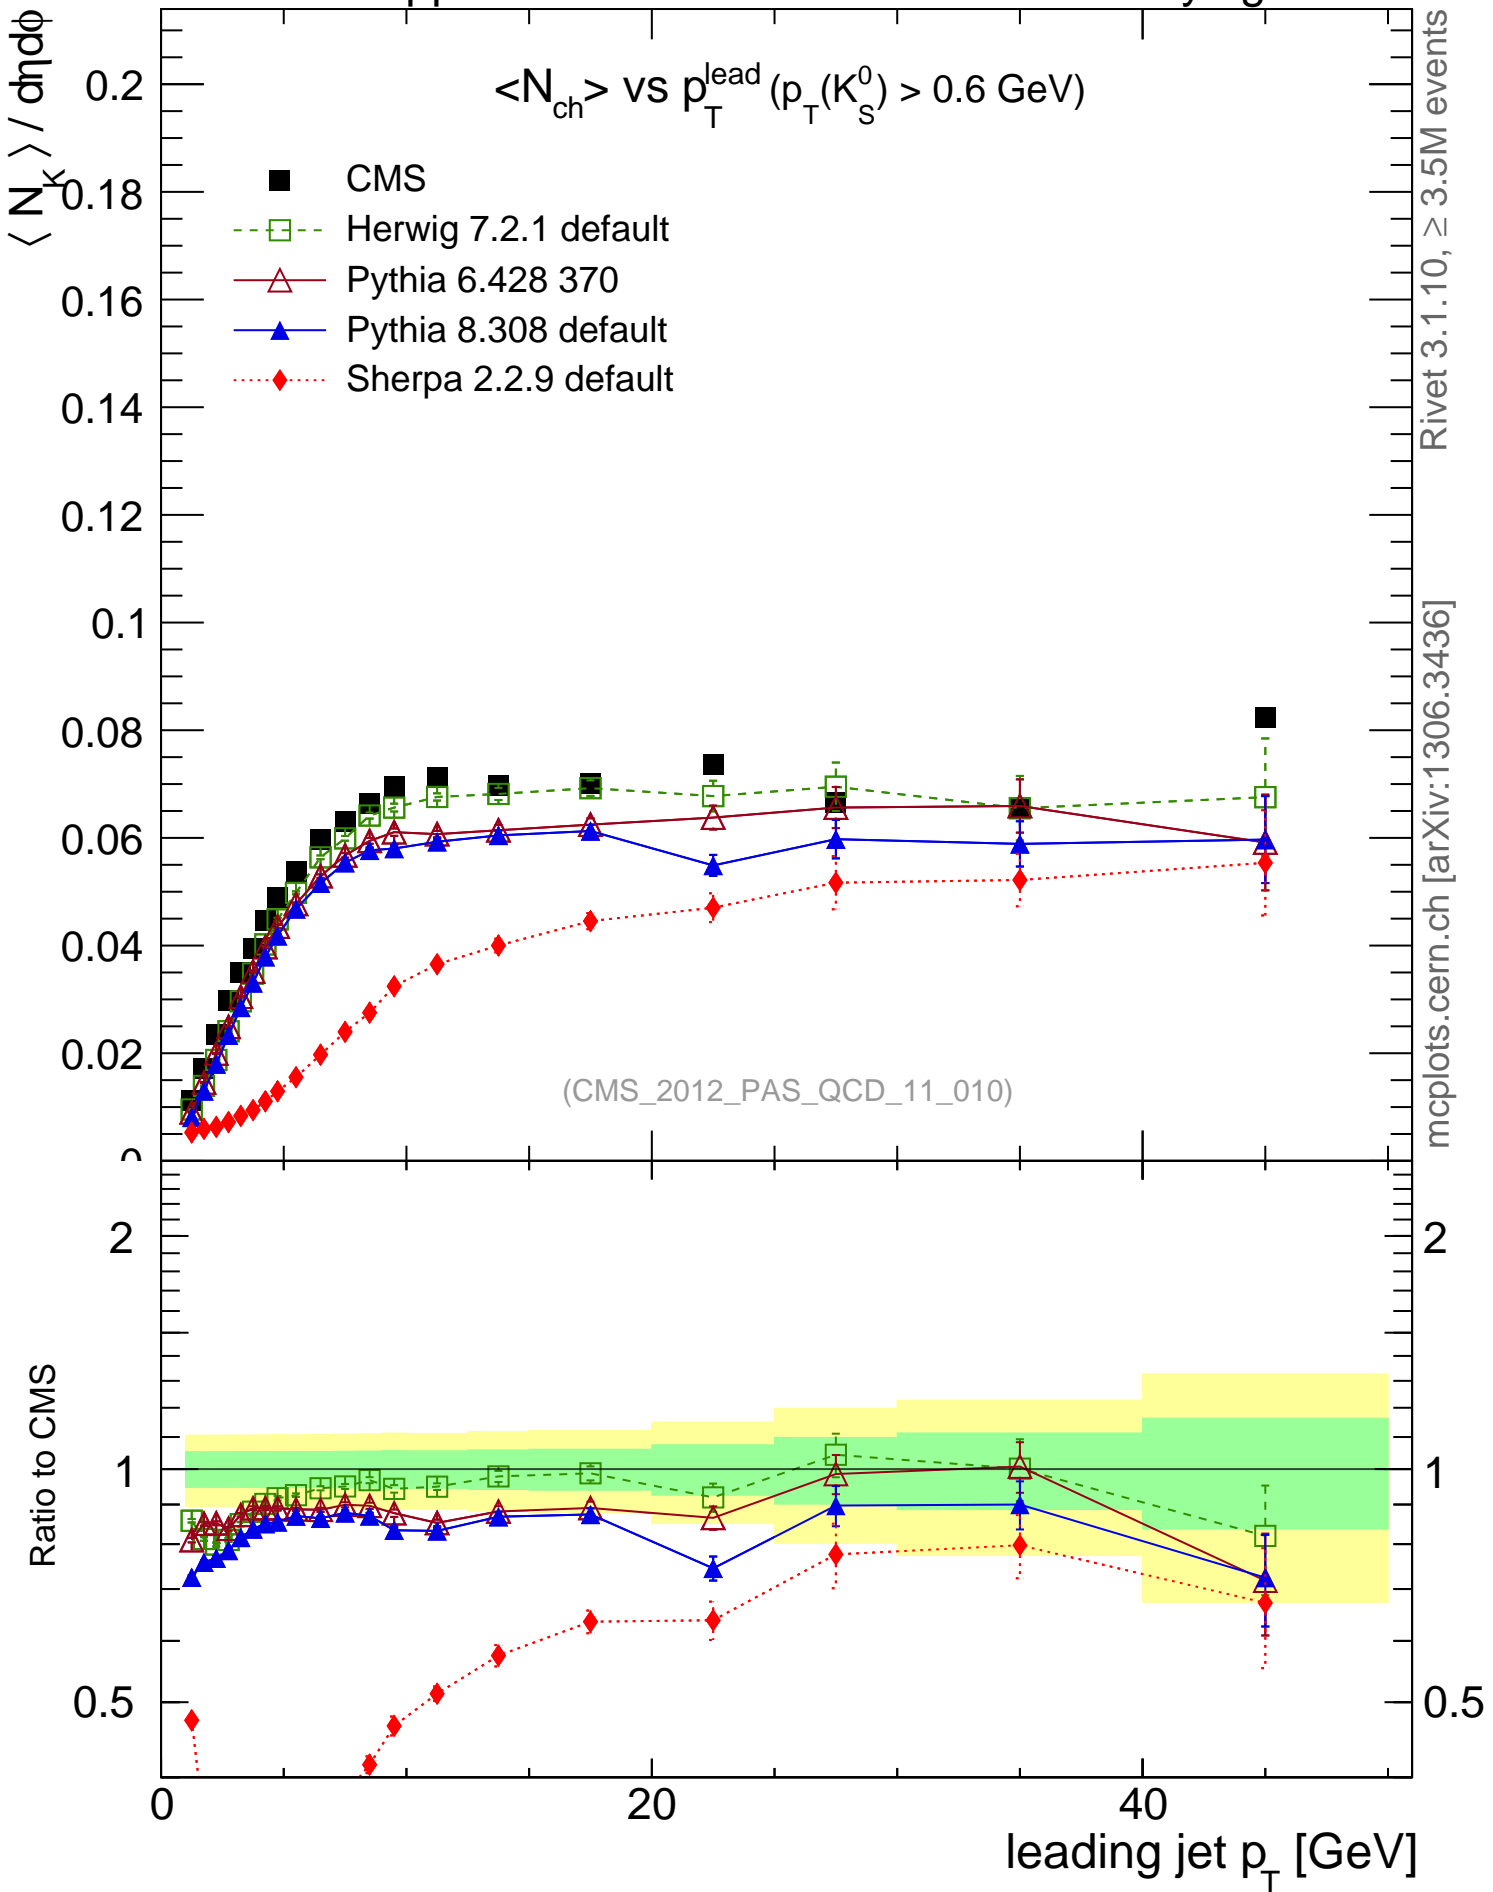 <N_ch> vs p_T^lead (p_T(K_S^0) > 0.6 GeV)
⟨ N_K ⟩ / dηdϕ
0.2
0.18
0.16
0.14
0.12
0.1
0.08
0.06
0.04
0.02
0
CMS
Herwig 7.2.1 default
Pythia 6.428 370
Pythia 8.308 default
Sherpa 2.2.9 default
(CMS_2012_PAS_QCD_11_010)
Rivet 3.1.10, ≥ 3.5M events
mcplots.cern.ch [arXiv:1306.3436]
Ratio to CMS
2
1
0.5
2
1
0.5
0
20
40
leading jet p_T [GeV]